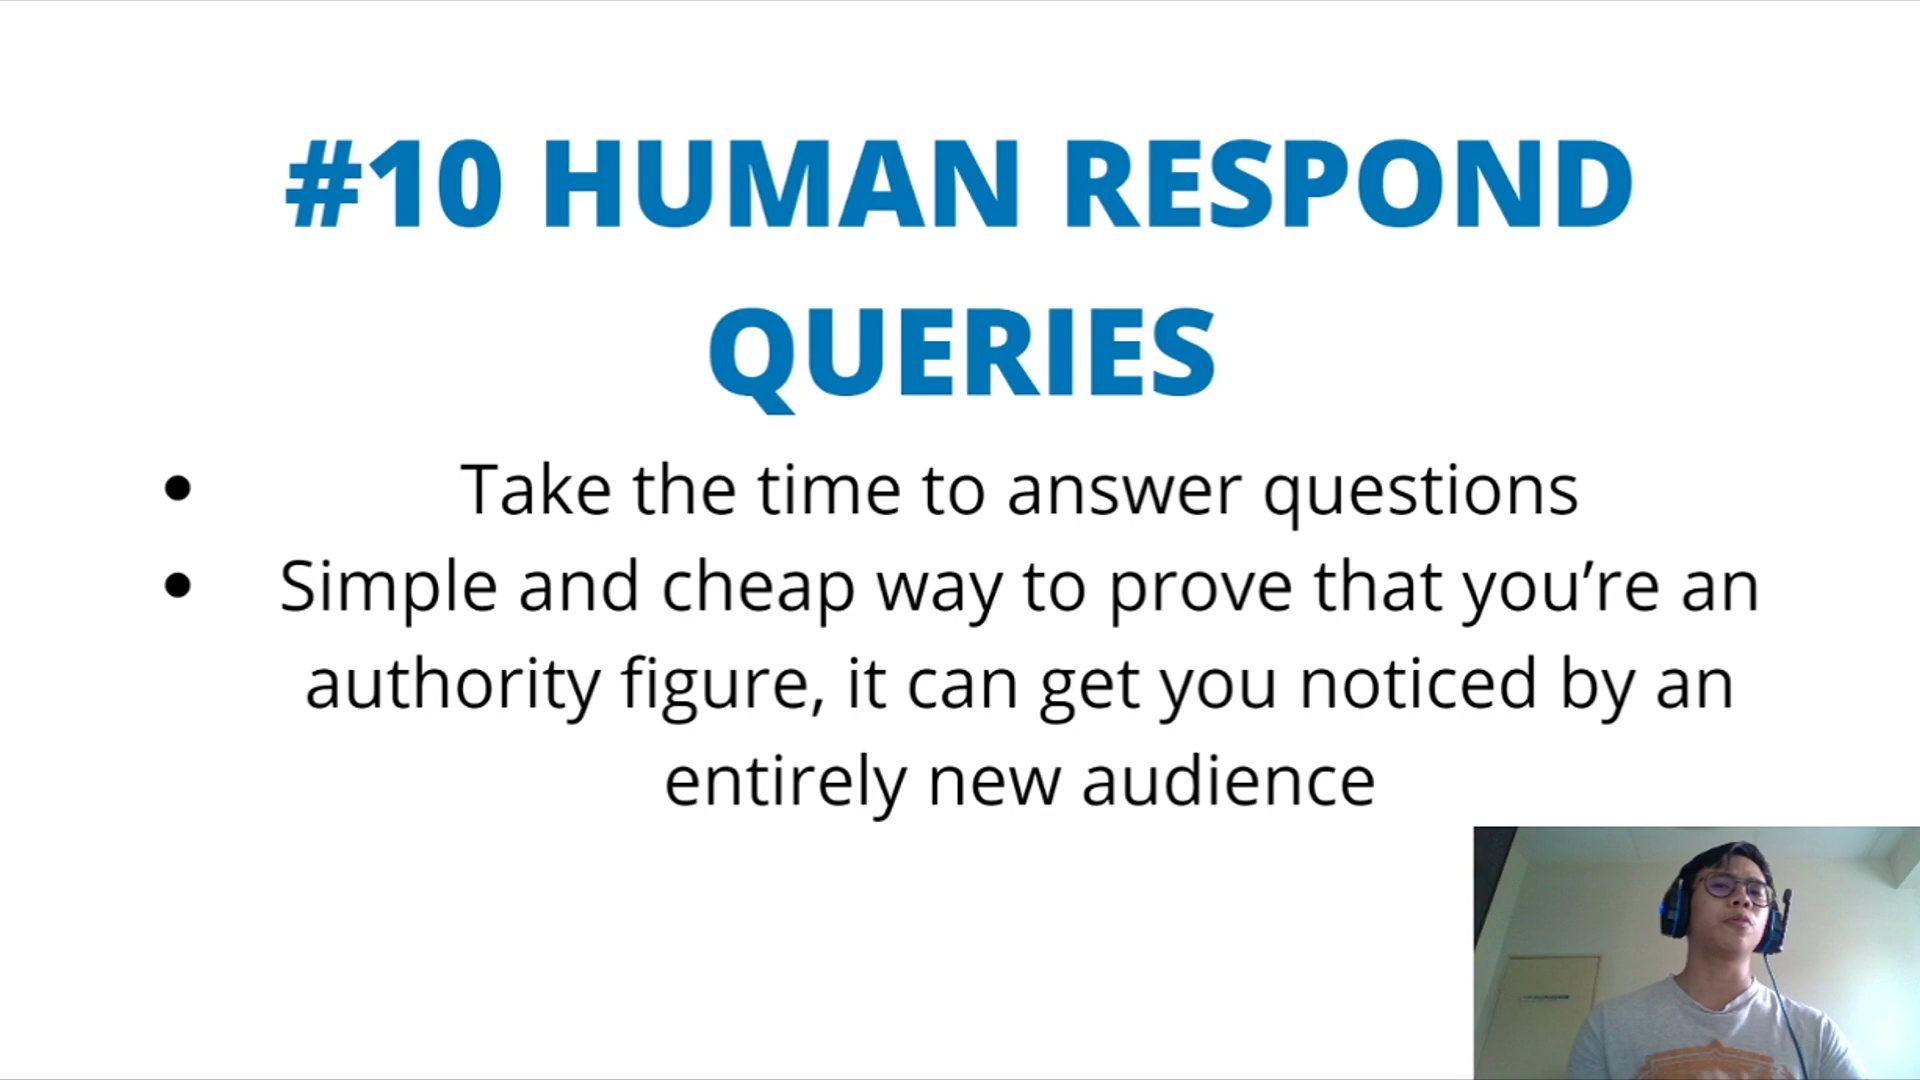 #10 HUMAN RESPOND
QUERIES
• Take the time to answer questions
• Simple and cheap way to prove that you’re an
authority figure, it can get you noticed by an
entirely new audience